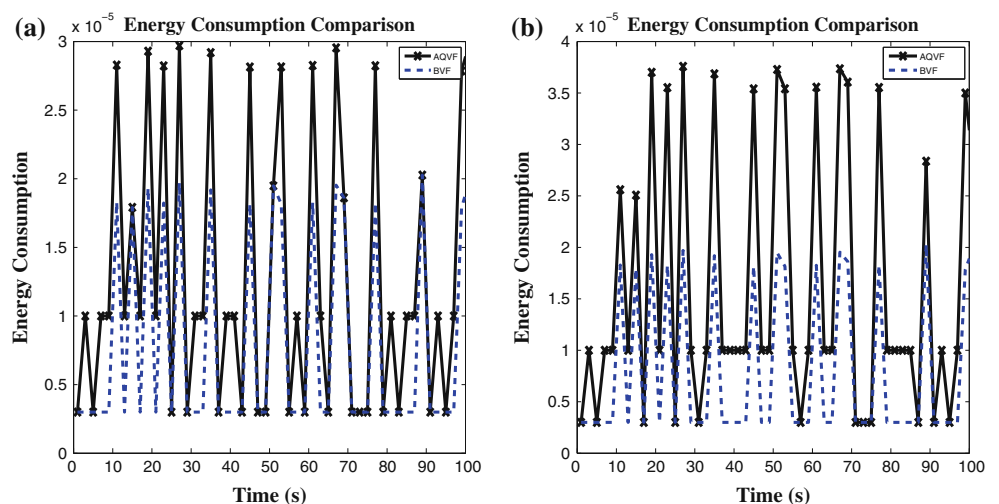 (a)
× 10⁻⁵
Energy Consumption Comparison
AQVF
BVF
3
2.5
2
1.5
1
0.5
0
Energy Consumption
0 10 20 30 40 50 60 70 80 90 100
Time (s)
(b)
× 10⁻⁵
Energy Consumption Comparison
AQVF
BVF
4
3.5
3
2.5
2
1.5
1
0.5
0
Energy Consumption
0 10 20 30 40 50 60 70 80 90 100
Time (s)